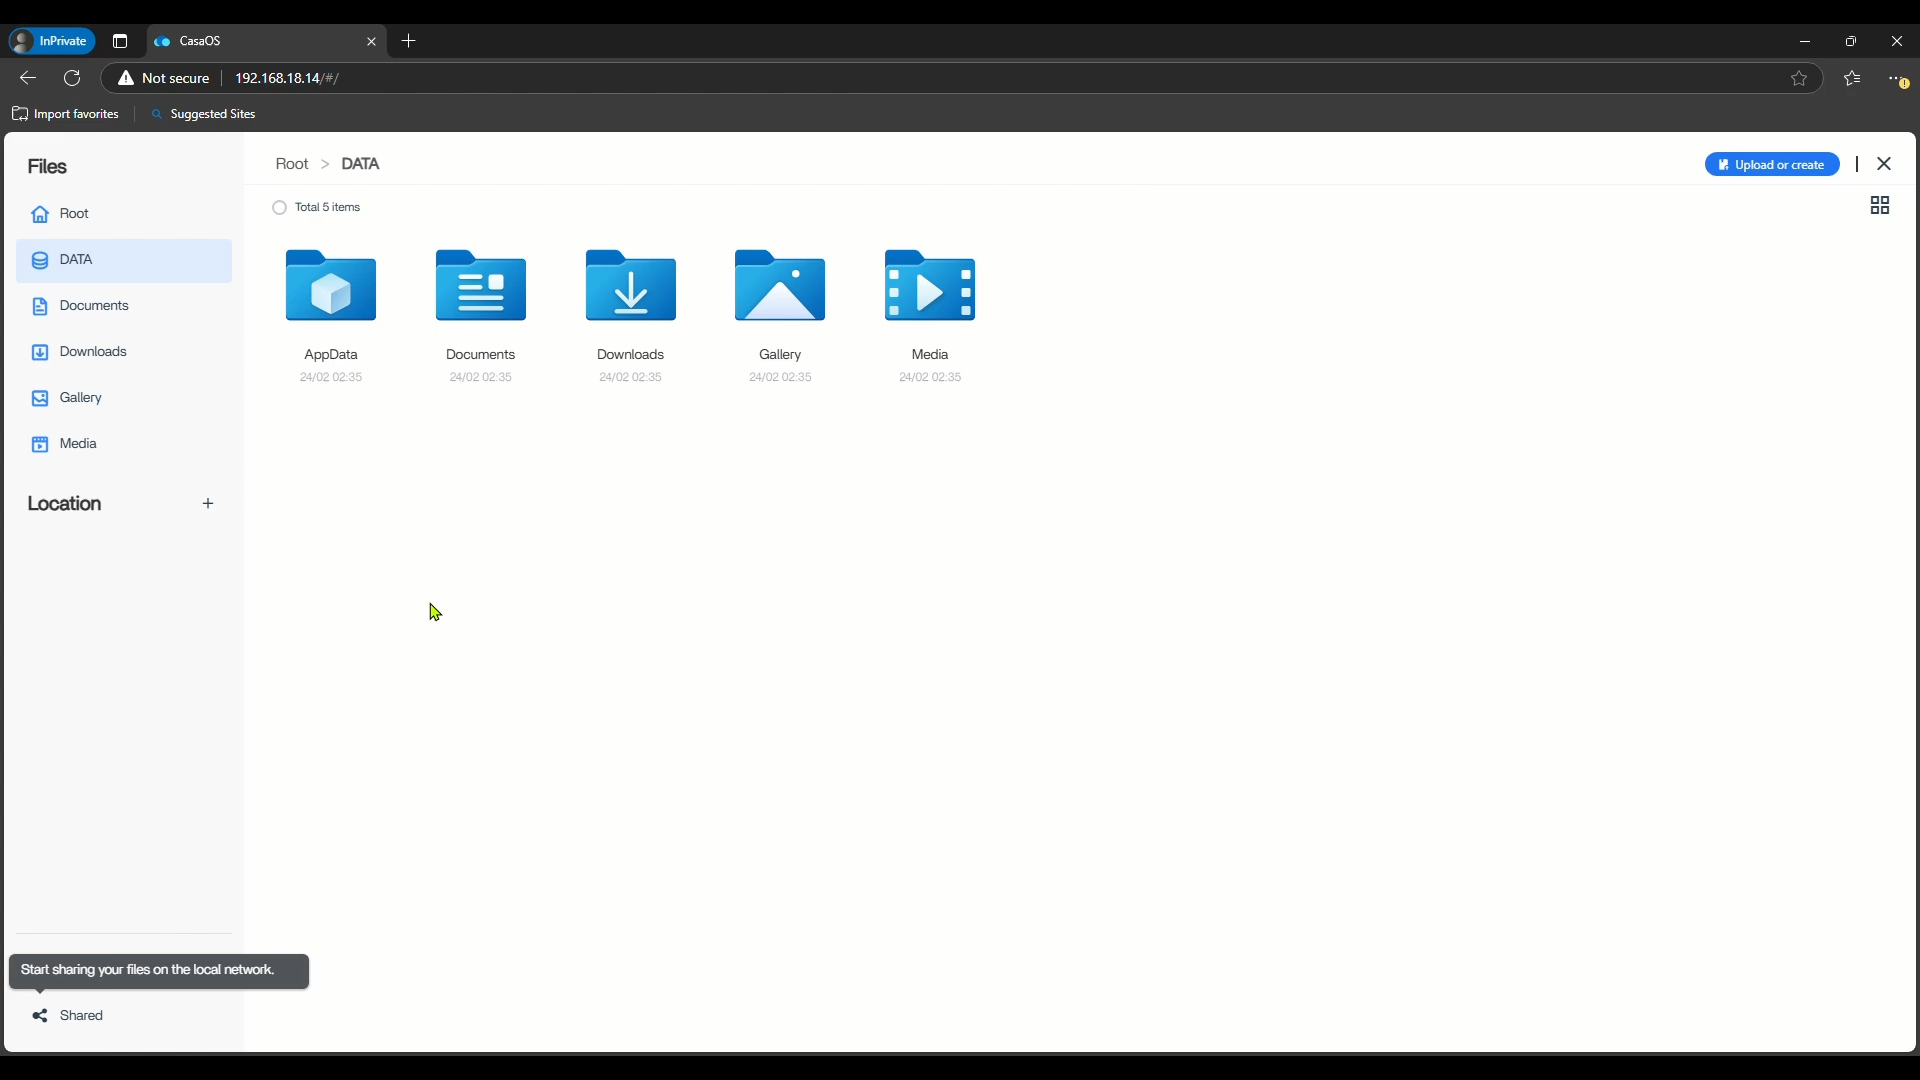 InPrivate
CasaOS
Not secure
192.168.18.14/#/
Import favorites
Suggested Sites
Files
Root
DATA
Documents
Downloads
Gallery
Media
Location
+
Start sharing your files on the local network.
Shared
Root > DATA
Upload or create
Total 5 items
AppData
24/02 02:35
Documents
24/02 02:35
Downloads
24/02 02:35
Gallery
24/02 02:35
Media
24/02 02:35